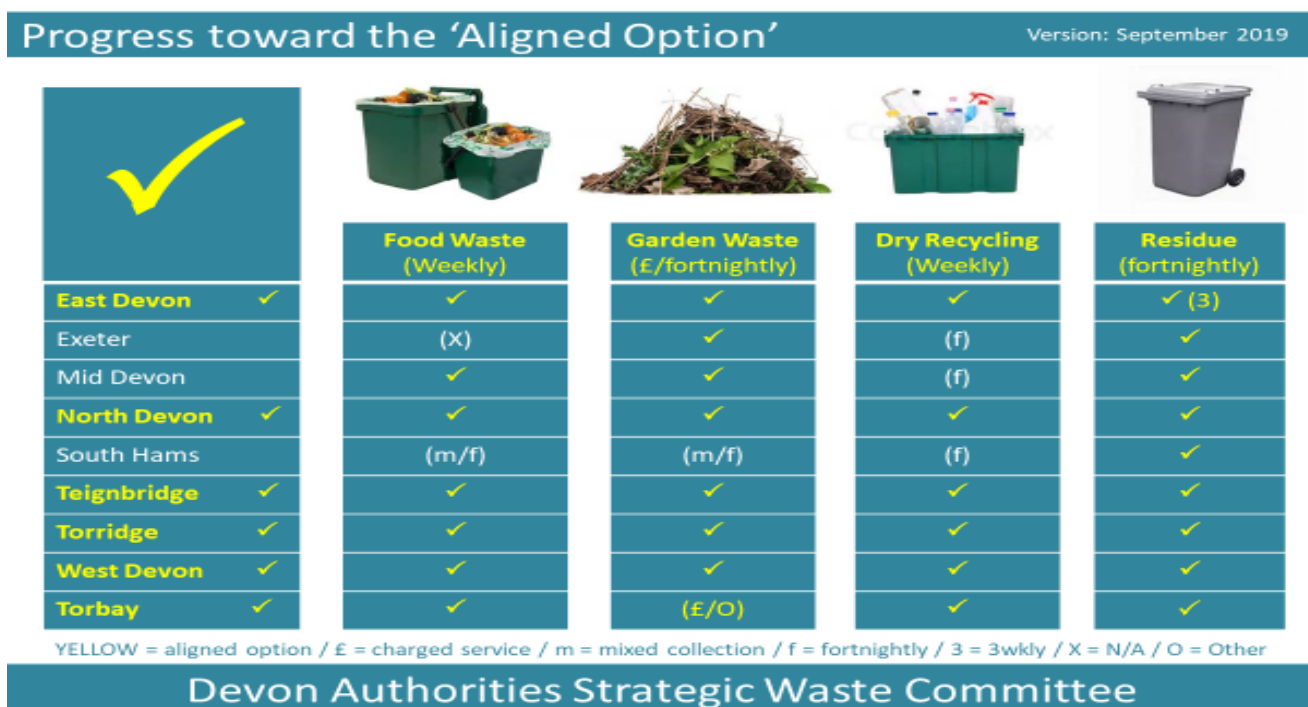 Progress toward the ‘Aligned Option’ Version: September 2019
Food Waste Garden Waste Dry Recycling Residue
(Weekly) (£/fortnightly) (Weekly) (fortnightly)
East Devon ✓ ✓ ✓ ✓ ✓ (3)
Exeter (X) ✓ (f) ✓
Mid Devon ✓ ✓ (f) ✓
North Devon ✓ ✓ ✓ ✓ ✓
South Hams (m/f) (m/f) (f) ✓
Teignbridge ✓ ✓ ✓ ✓ ✓
Torridge ✓ ✓ ✓ ✓ ✓
West Devon ✓ ✓ ✓ ✓ ✓
Torbay ✓ ✓ (£/O) ✓ ✓
YELLOW = aligned option / £ = charged service / m = mixed collection / f = fortnightly / 3 = 3wkly / X = N/A / O = Other
Devon Authorities Strategic Waste Committee